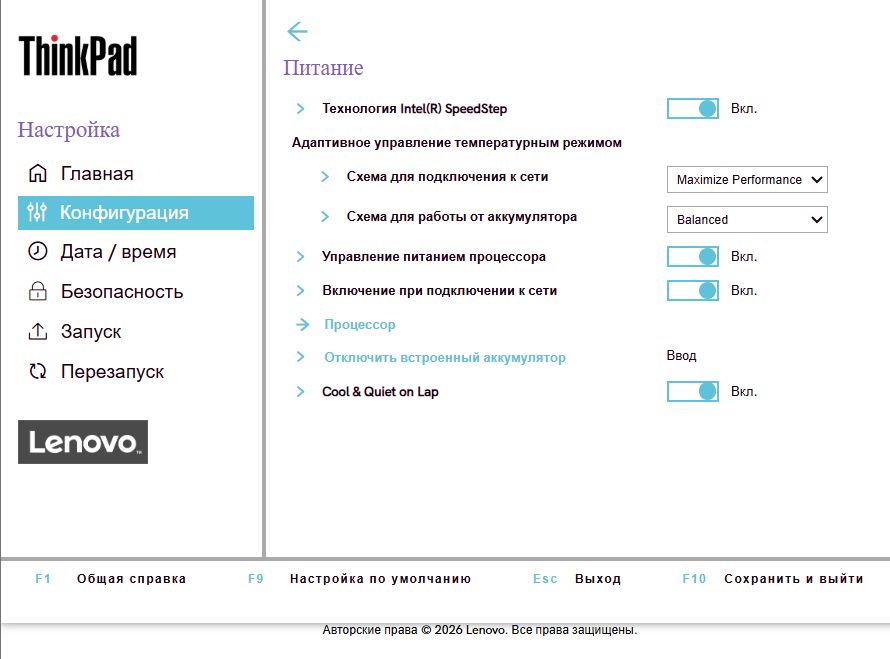 ThinkPad
Настройка
Главная
Конфигурация
Дата / время
Безопасность
Запуск
Перезапуск
Lenovo™
Питание
Технология Intel(R) SpeedStep Вкл.
Адаптивное управление температурным режимом
Схема для подключения к сети Maximize Performance
Схема для работы от аккумулятора Balanced
Управление питанием процессора Вкл.
Включение при подключении к сети Вкл.
Процессор
Отключить встроенный аккумулятор Ввод
Cool & Quiet on Lap Вкл.
F1 Общая справка F9 Настройка по умолчанию Esc Выход F10 Сохранить и выйти
Авторские права © 2026 Lenovo. Все права защищены.